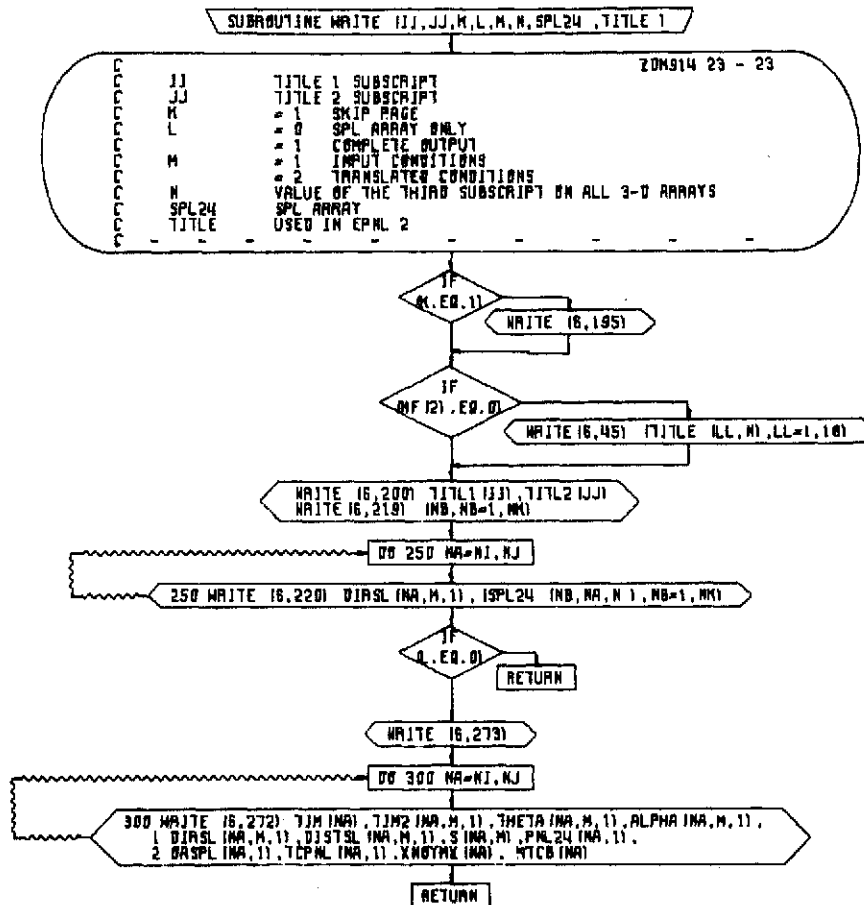 SUBROUTINE WRITE (II,JJ,K,L,M,N,SPL24 ,TITLE )
C ZDM914 23 - 23
C II TITLE 1 SUBSCRIPT
C JJ TITLE 2 SUBSCRIPT
C K = 1 SKIP PAGE
C L = 0 SPL ARRAY ONLY
C = 1 COMPLETE OUTPUT
C M = 1 INPUT CONDITIONS
C = 2 TRANSLATED CONDITIONS
C N VALUE OF THE THIRD SUBSCRIPT ON ALL 3-D ARRAYS
C SPL24 SPL ARRAY
C TITLE USED IN EPNL 2
C - - - - - - - - - - -
IF
(K.EQ.1)
WRITE (6,195)
IF
(MF(2).EQ.0)
WRITE(6,45) (TITLE (LL,N),LL=1,18)
WRITE (6,200) TITL1(II),TITL2(JJ)
WRITE(6,219) (NB,NB=1,NK)
DO 250 NA=NI,NJ
250 WRITE (6,220) DIRSL(NA,M,1),(SPL24 (NB,NA,N),NB=1,NK)
IF
(L.EQ.0)
RETURN
WRITE (6,273)
DO 300 NA=NI,NJ
300 WRITE (6,272) TIM(NA),TIM2(NA,M,1),THETA(NA,M,1),ALPHA(NA,M,1),
1 DIRSL(NA,M,1),DISTSL(NA,M,1),S(NA,M),PNL24(NA,1),
2 OASPL(NA,1),TCPNL(NA,1),XNOYMX(NA), MTCB(NA)
RETURN